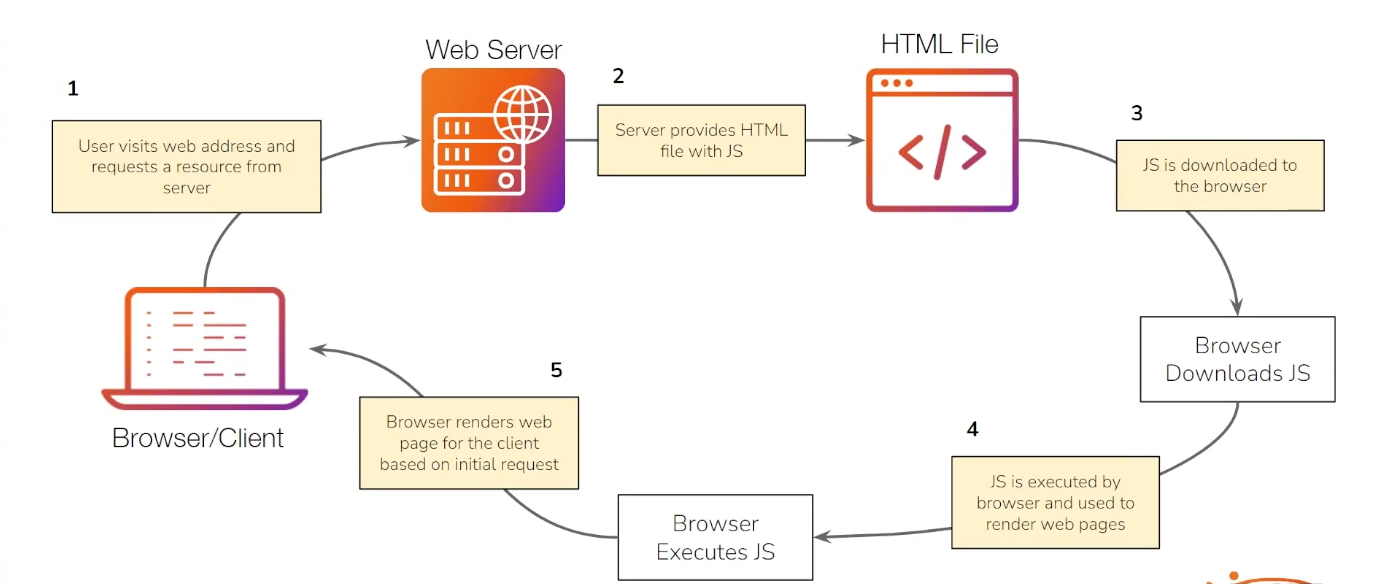 Web Server
HTML File
1
User visits web address and
requests a resource from
server
2
Server provides HTML
file with JS
3
JS is downloaded to
the browser
Browser
Downloads JS
4
JS is executed by
browser and used to
render web pages
Browser
Executes JS
5
Browser renders web
page for the client
based on initial request
Browser/Client